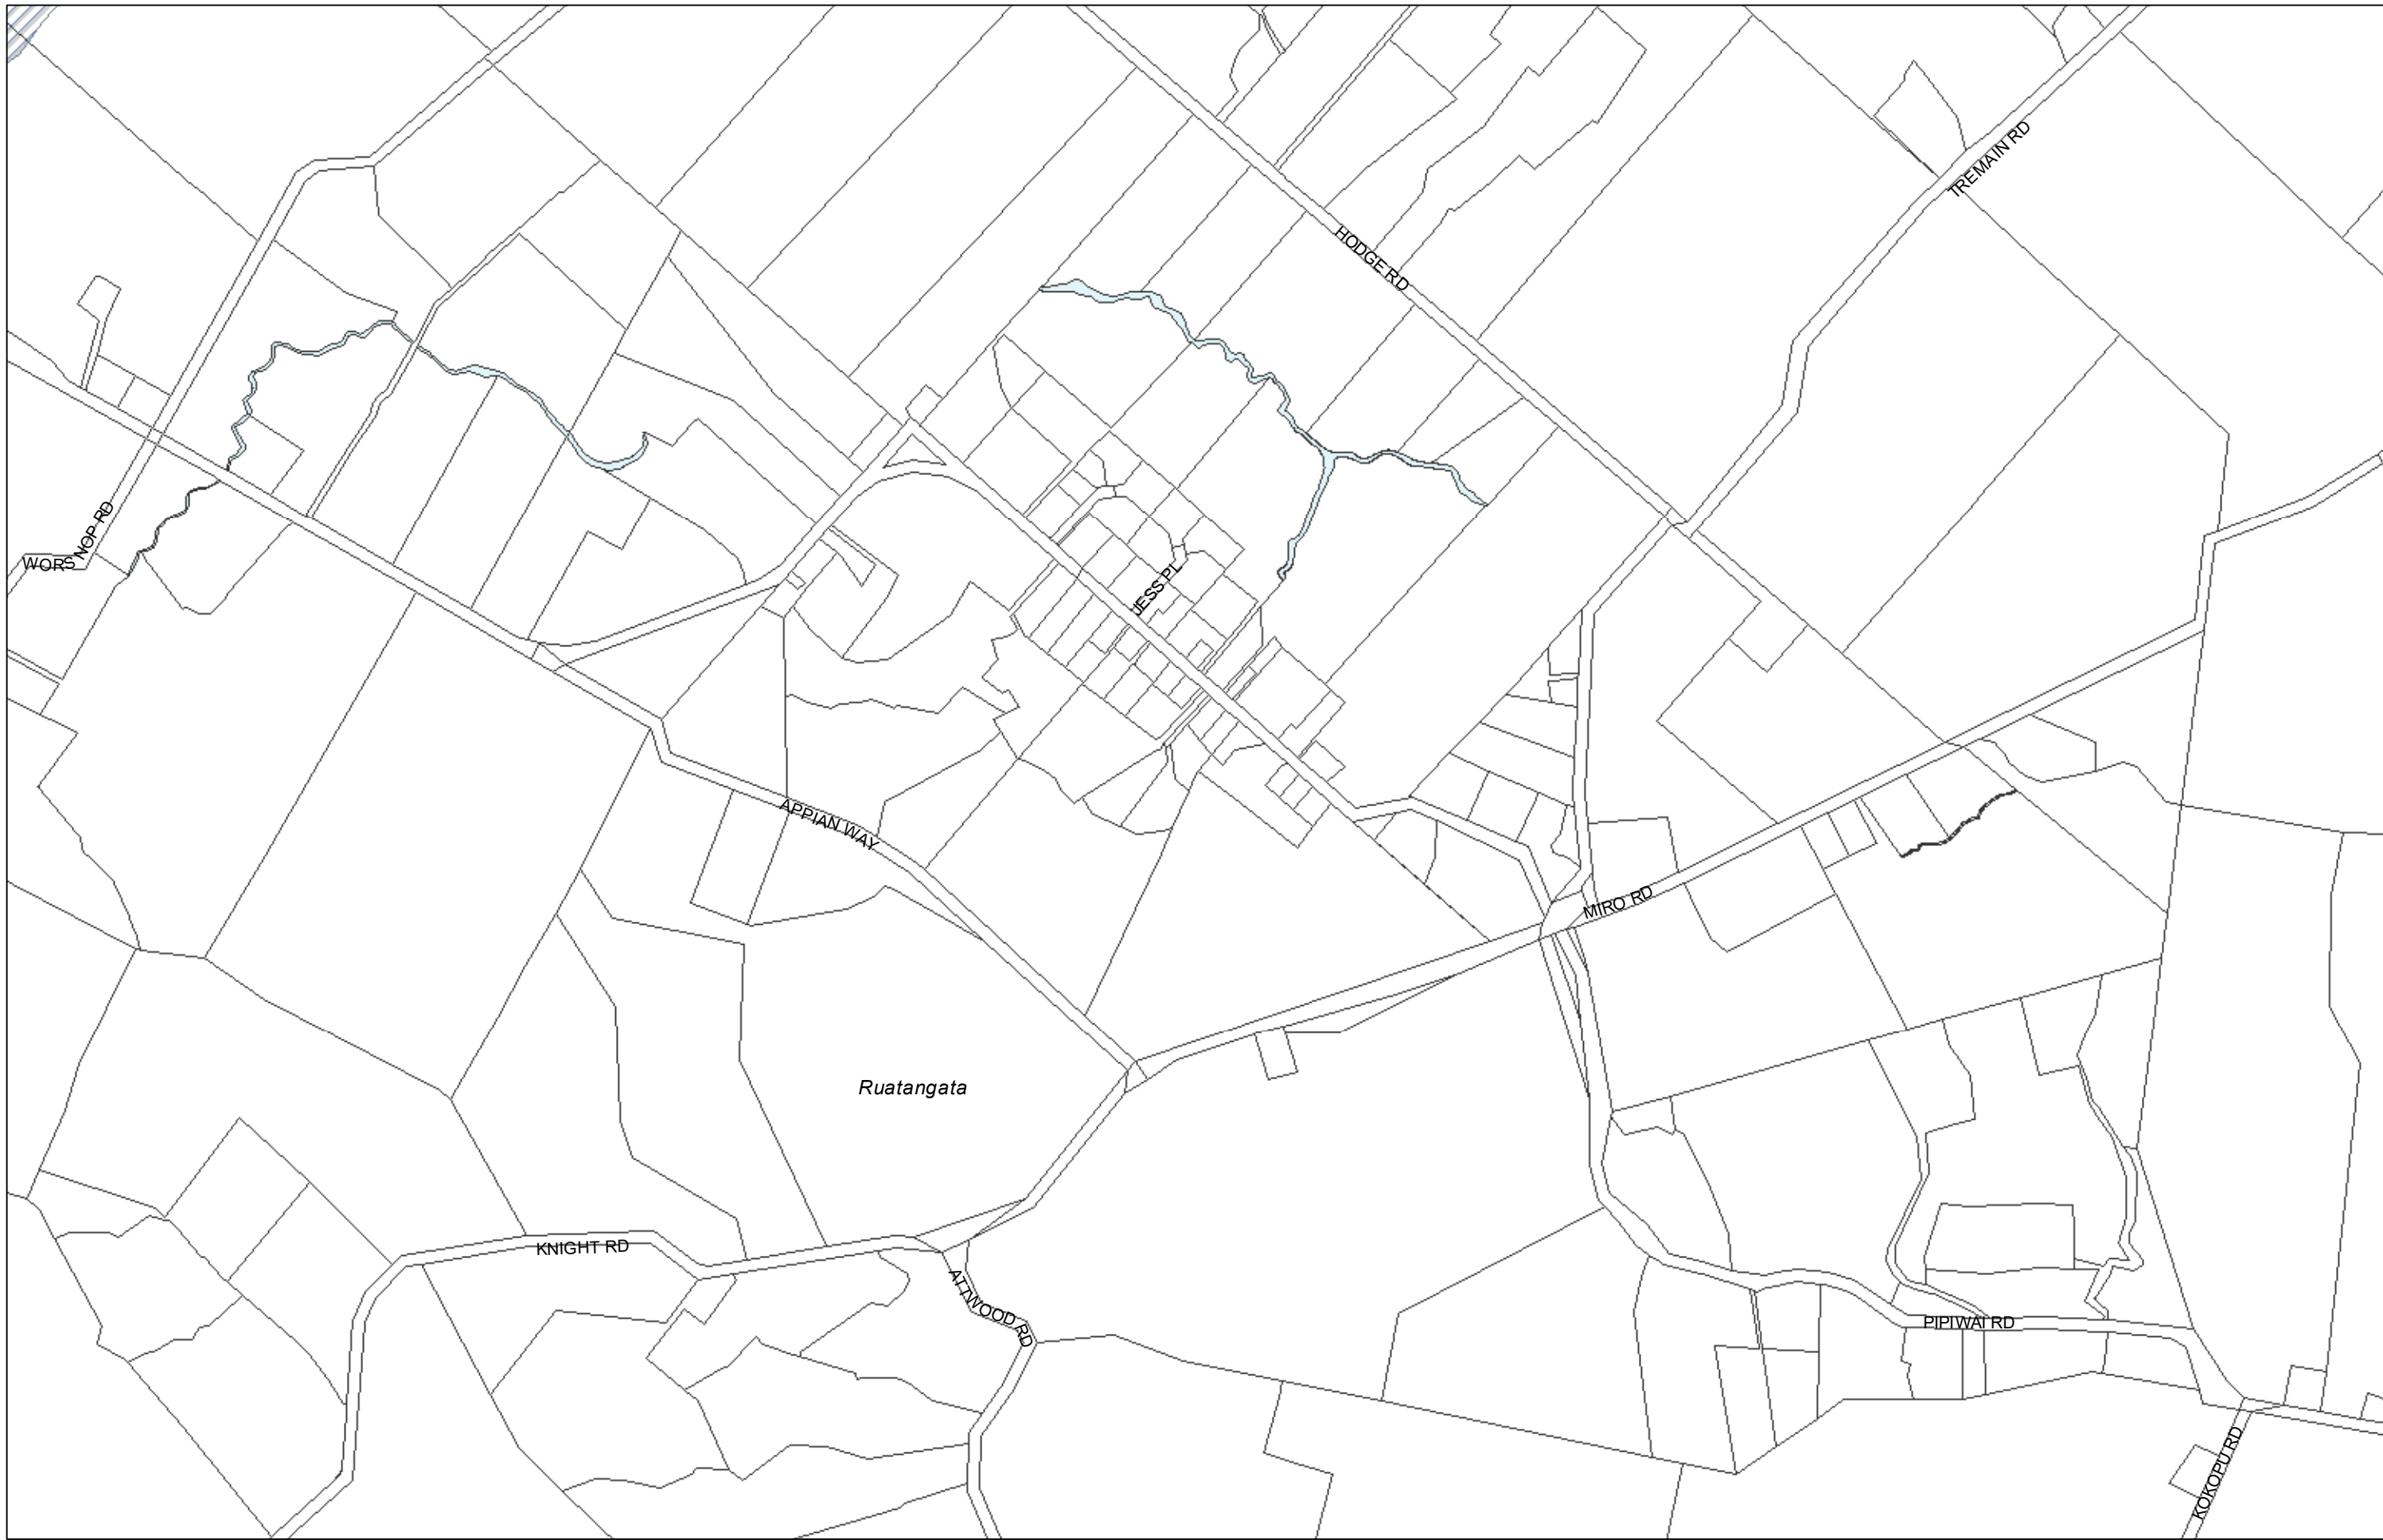 TREMAIN RD
HODGE RD
WORSNOP RD
JESS PL
APPIAN WAY
MIRO RD
Ruatangata
KNIGHT RD
ATTWOOD RD
PIPIWAI RD
KOKOPU RD